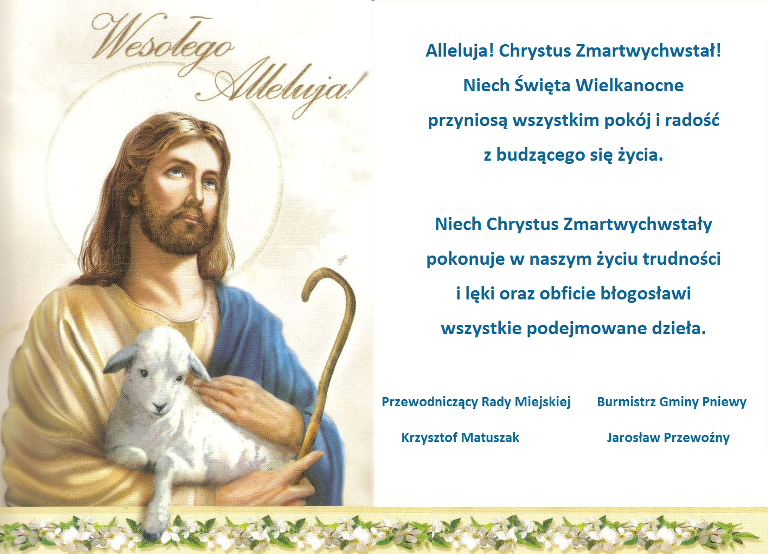 Wesołego
Alleluja!
Alleluja! Chrystus Zmartwychwstał!
Niech Święta Wielkanocne
przyniosą wszystkim pokój i radość
z budzącego się życia.
Niech Chrystus Zmartwychwstały
pokonuje w naszym życiu trudności
i lęki oraz obficie błogosławi
wszystkie podejmowane dzieła.
Przewodniczący Rady Miejskiej Burmistrz Gminy Pniewy
Krzysztof Matuszak Jarosław Przewoźny